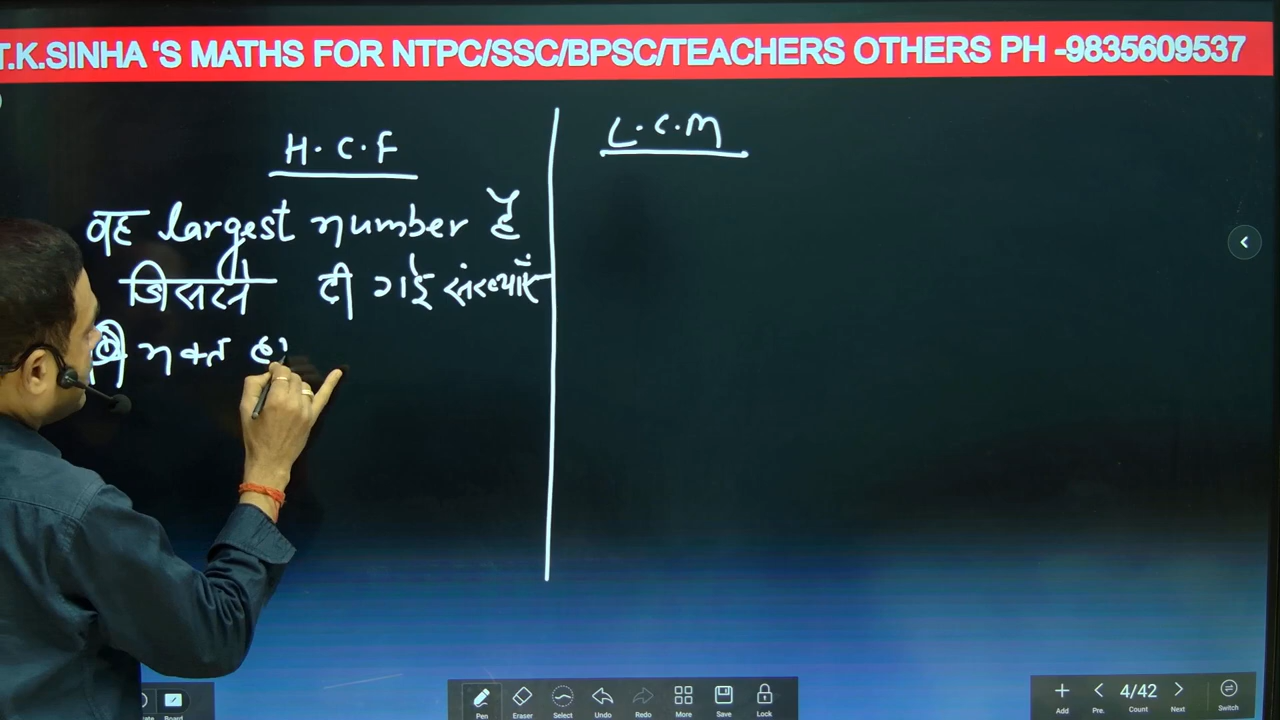 T.K.SINHA ‘S MATHS FOR NTPC/SSC/BPSC/TEACHERS OTHERS PH -9835609537
H.C.F
वह largest number है
जिससे दी गई संख्याएँ
L.C.M
Pen
Eraser
Select
Undo
Redo
More
Save
Lock
Board
Add
Pre.
4/42
Count
Next
Switch